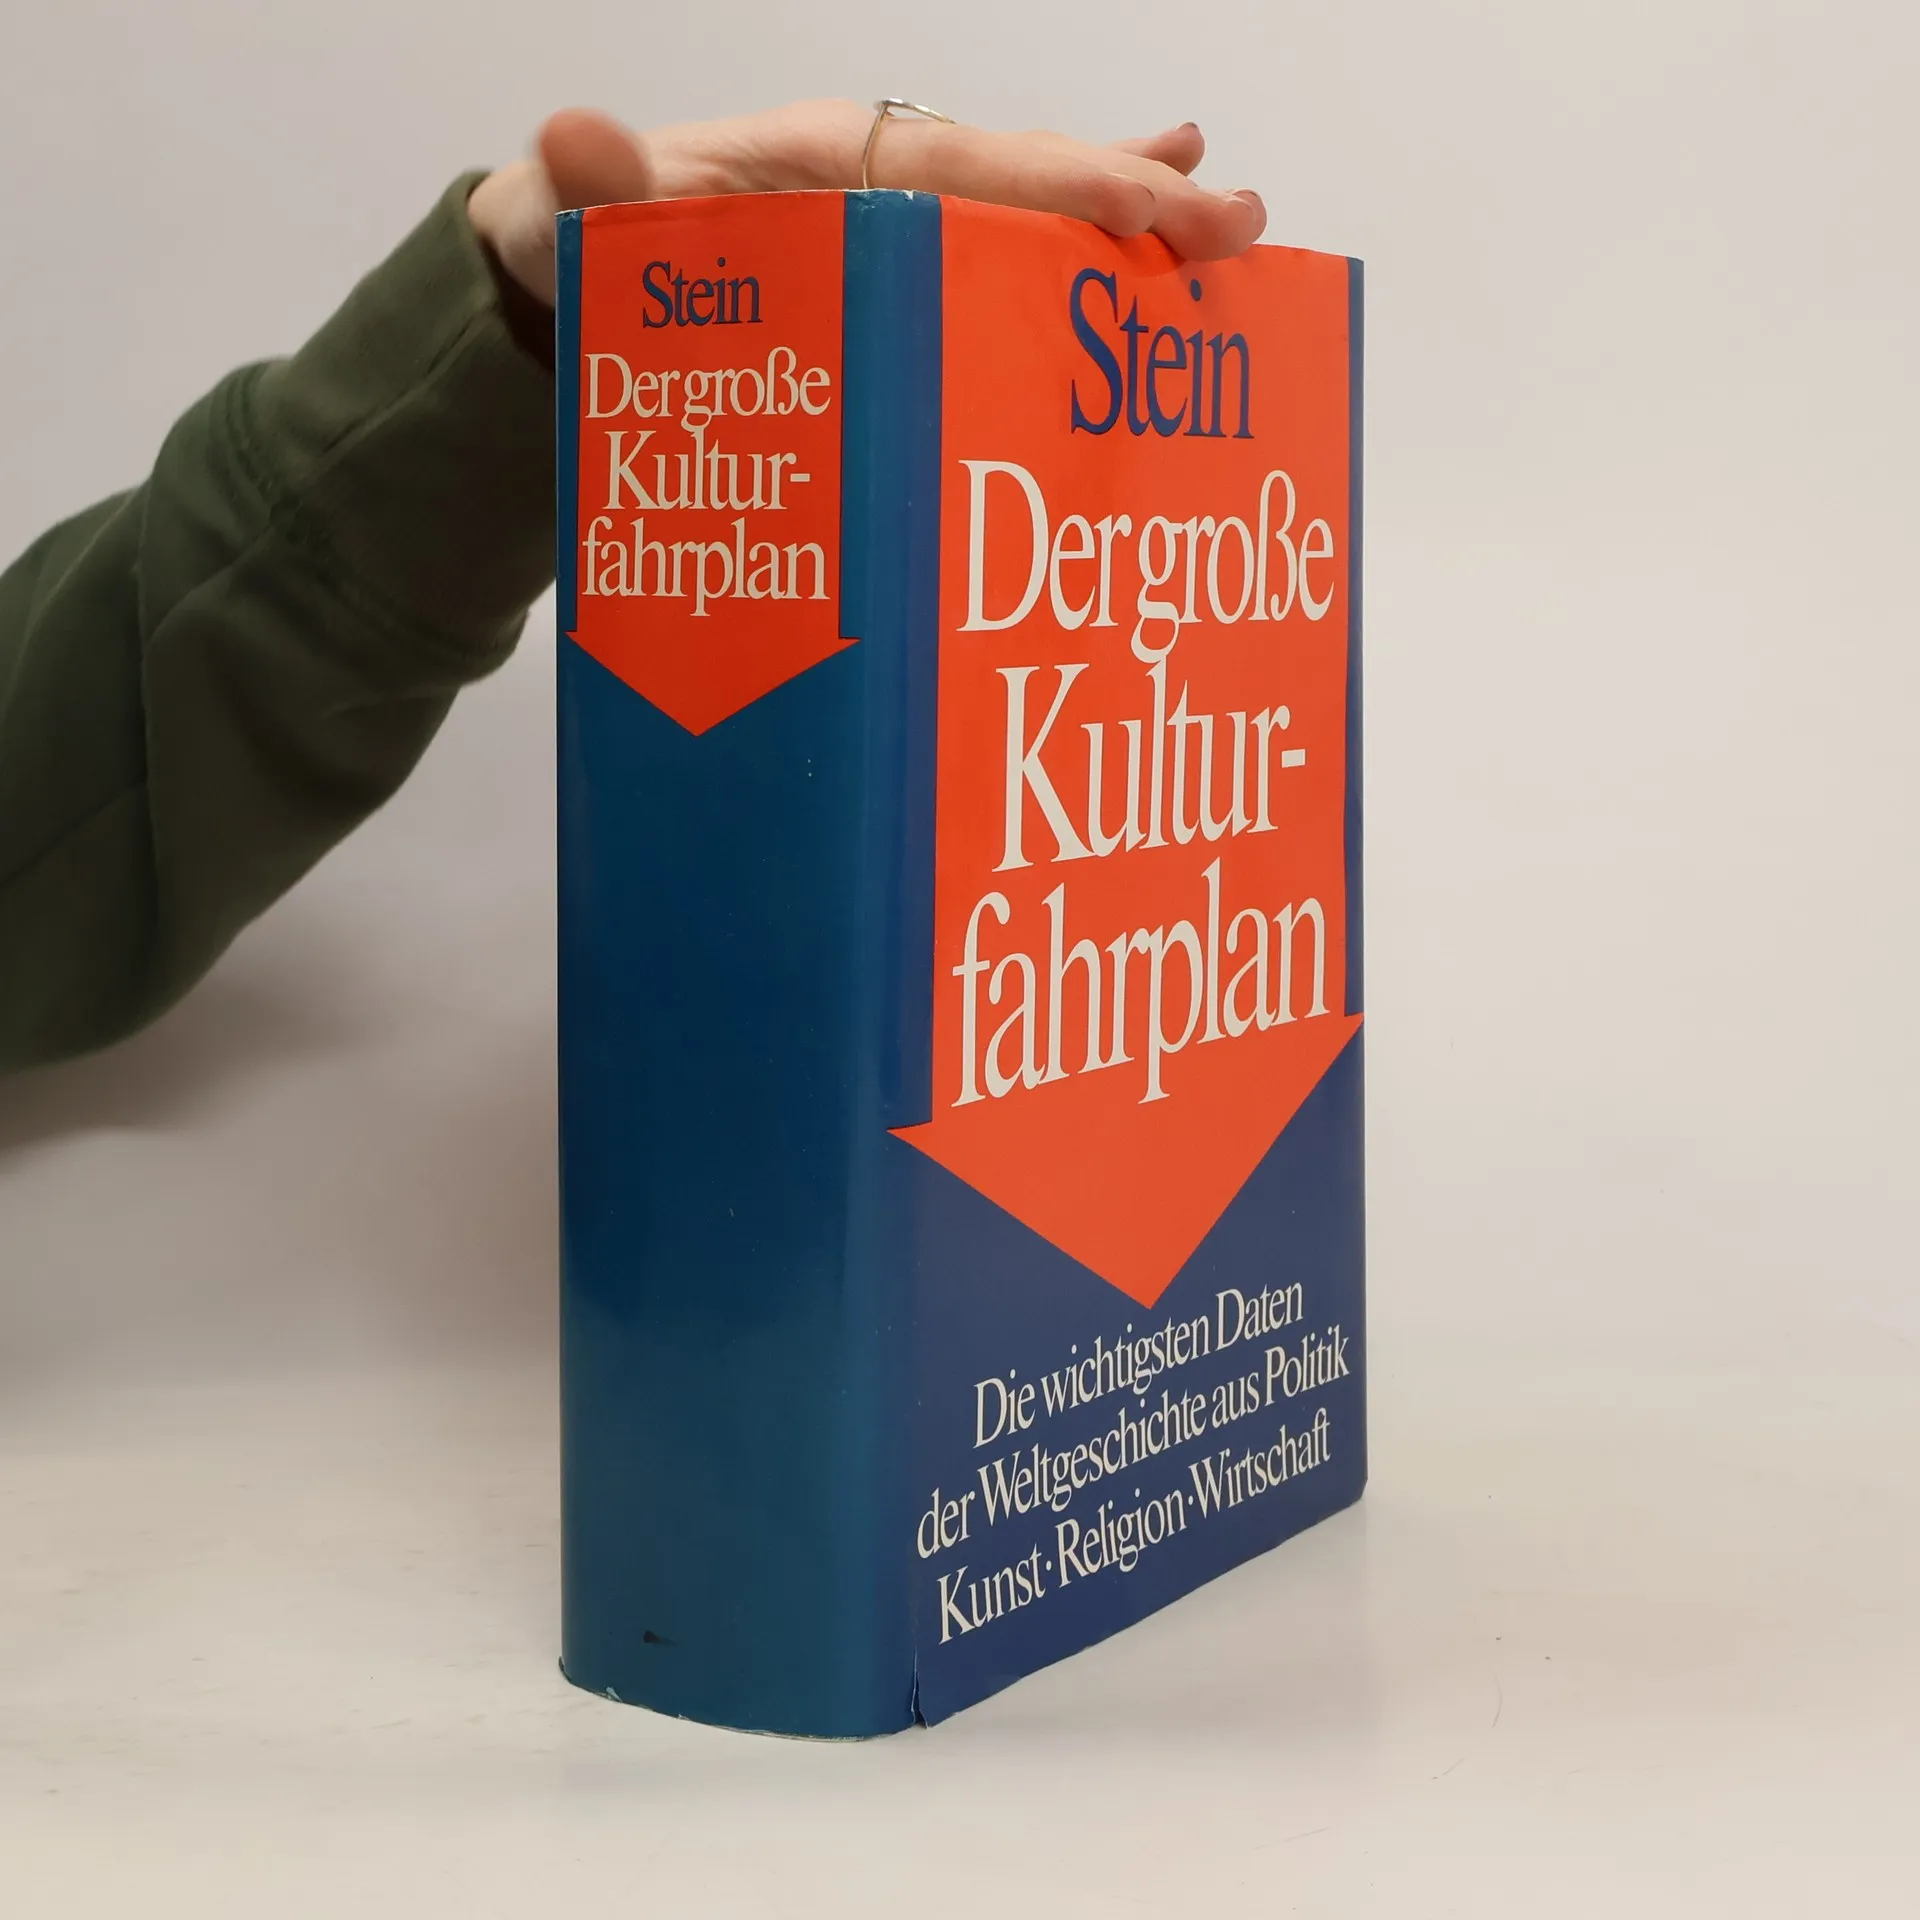 Stein
Der große
Kultur-
fahrplan
Stein
Der große
Kultur-
fahrplan
Die wichtigsten Daten
der Weltgeschichte aus Politik
Kunst · Religion · Wirtschaft